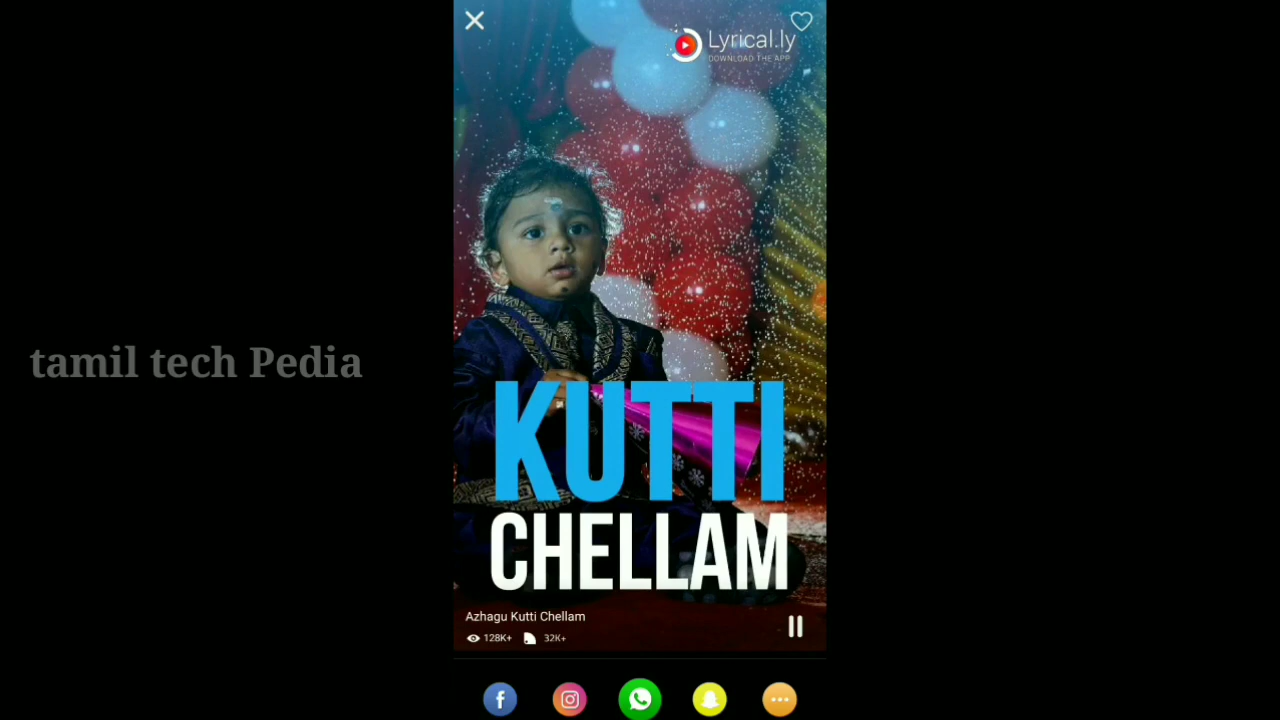 Lyrical.ly
DOWNLOAD THE APP
tamil tech Pedia
KUTTI
CHELLAM
Azhagu Kutti Chellam
128K+ 32K+